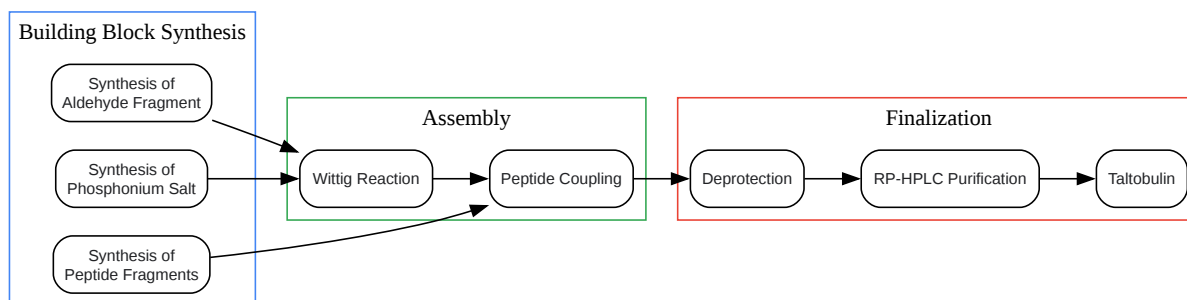 Building Block Synthesis
Synthesis of
Aldehyde Fragment
Synthesis of
Phosphonium Salt
Synthesis of
Peptide Fragments
Assembly
Wittig Reaction
Peptide Coupling
Finalization
Deprotection
RP-HPLC Purification
Taltobulin